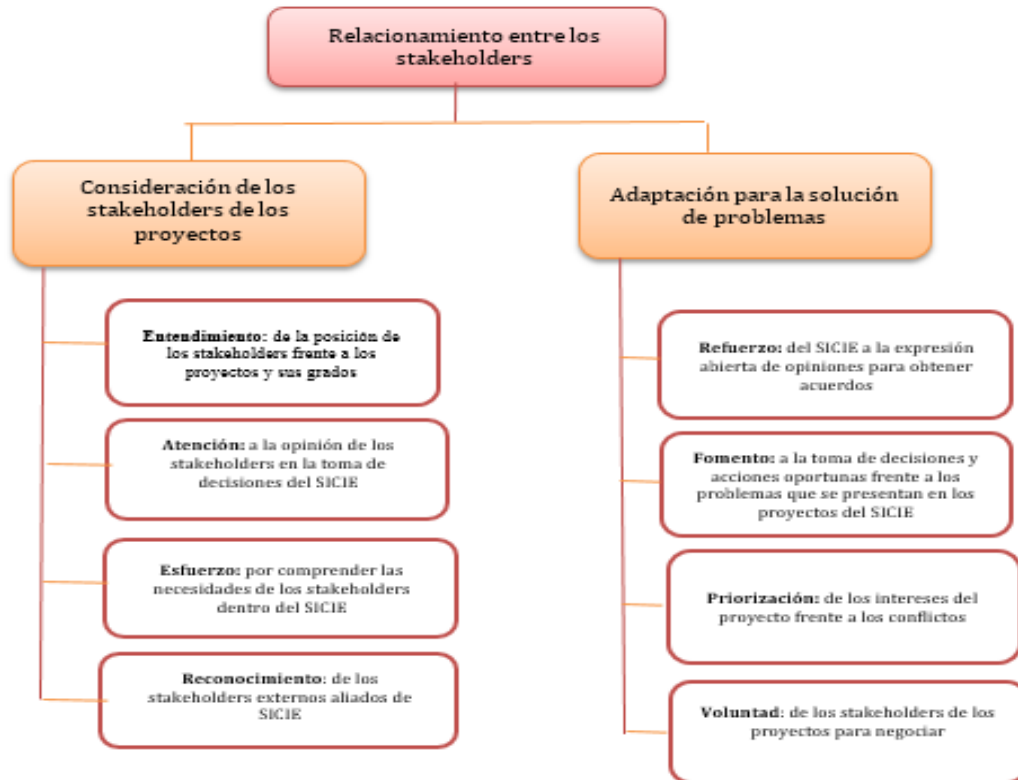 Relacionamiento entre los
stakeholders
Consideración de los
stakeholders de los
proyectos
Entendimiento: de la posición de
los stakeholders frente a los
proyectos y sus grados
Atención: a la opinión de los
stakeholders en la toma de
decisiones del SICIE
Esfuerzo: por comprender las
necesidades de los stakeholders
dentro del SICIE
Reconocimiento: de los
stakeholders externos aliados de
SICIE
Adaptación para la solución
de problemas
Refuerzo: del SICIE a la expresión
abierta de opiniones para obtener
acuerdos
Fomento: a la toma de decisiones y
acciones oportunas frente a los
problemas que se presentan en los
proyectos del SICIE
Priorización: de los intereses del
proyecto frente a los conflictos
Voluntad: de los stakeholders de los
proyectos para negociar